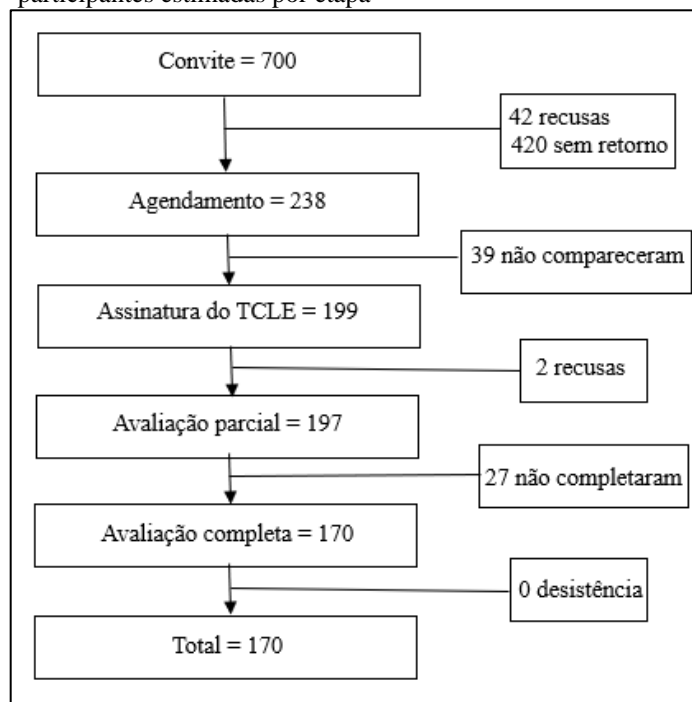 participantes estimadas por etapa
Convite = 700
42 recusas
420 sem retorno
Agendamento = 238
39 não compareceram
Assinatura do TCLE = 199
2 recusas
Avaliação parcial = 197
27 não completaram
Avaliação completa = 170
0 desistência
Total = 170